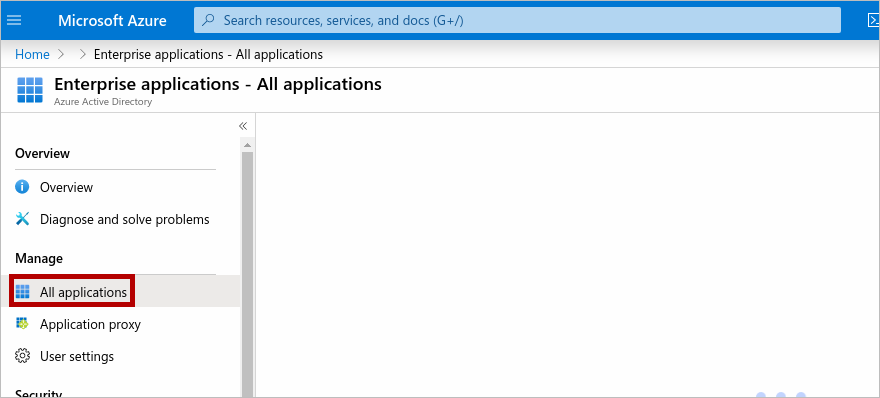 Microsoft Azure
Search resources, services, and docs (G+/)
Home > > Enterprise applications - All applications
Enterprise applications - All applications
Azure Active Directory
«
Overview
Overview
Diagnose and solve problems
Manage
All applications
Application proxy
User settings
Security